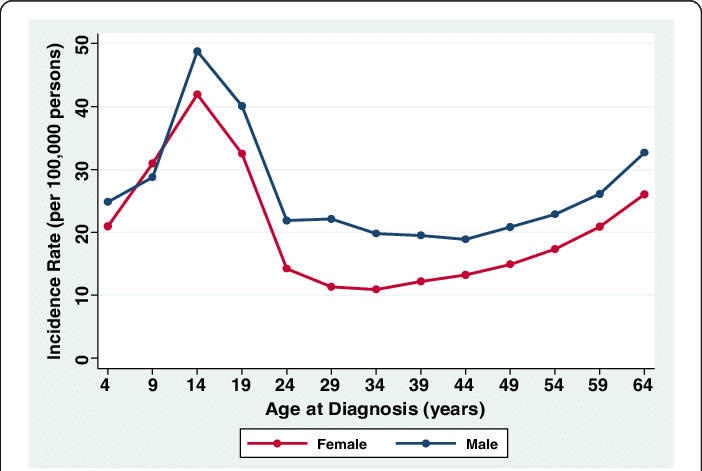 Incidence Rate (per 100,000 persons)
50
40
30
20
10
0
4 9 14 19 24 29 34 39 44 49 54 59 64
Age at Diagnosis (years)
Female Male